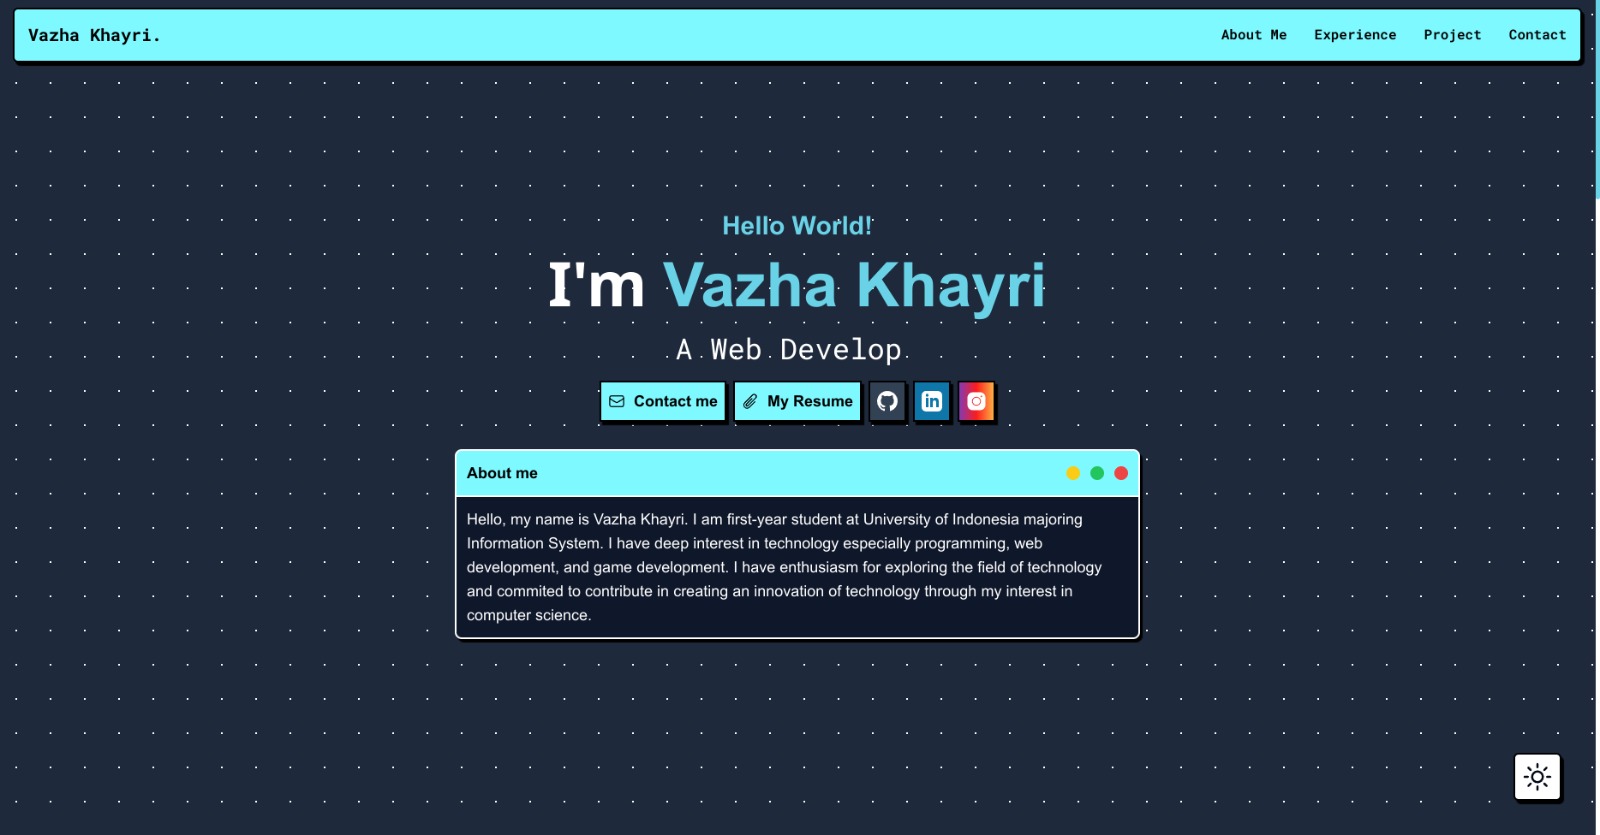 Vazha Khayri.
About Me Experience Project Contact
Hello World!
I'm Vazha Khayri
A Web Develop
Contact me My Resume in
About me
Hello, my name is Vazha Khayri. I am first-year student at University of Indonesia majoring
Information System. I have deep interest in technology especially programming, web
development, and game development. I have enthusiasm for exploring the field of technology
and commited to contribute in creating an innovation of technology through my interest in
computer science.